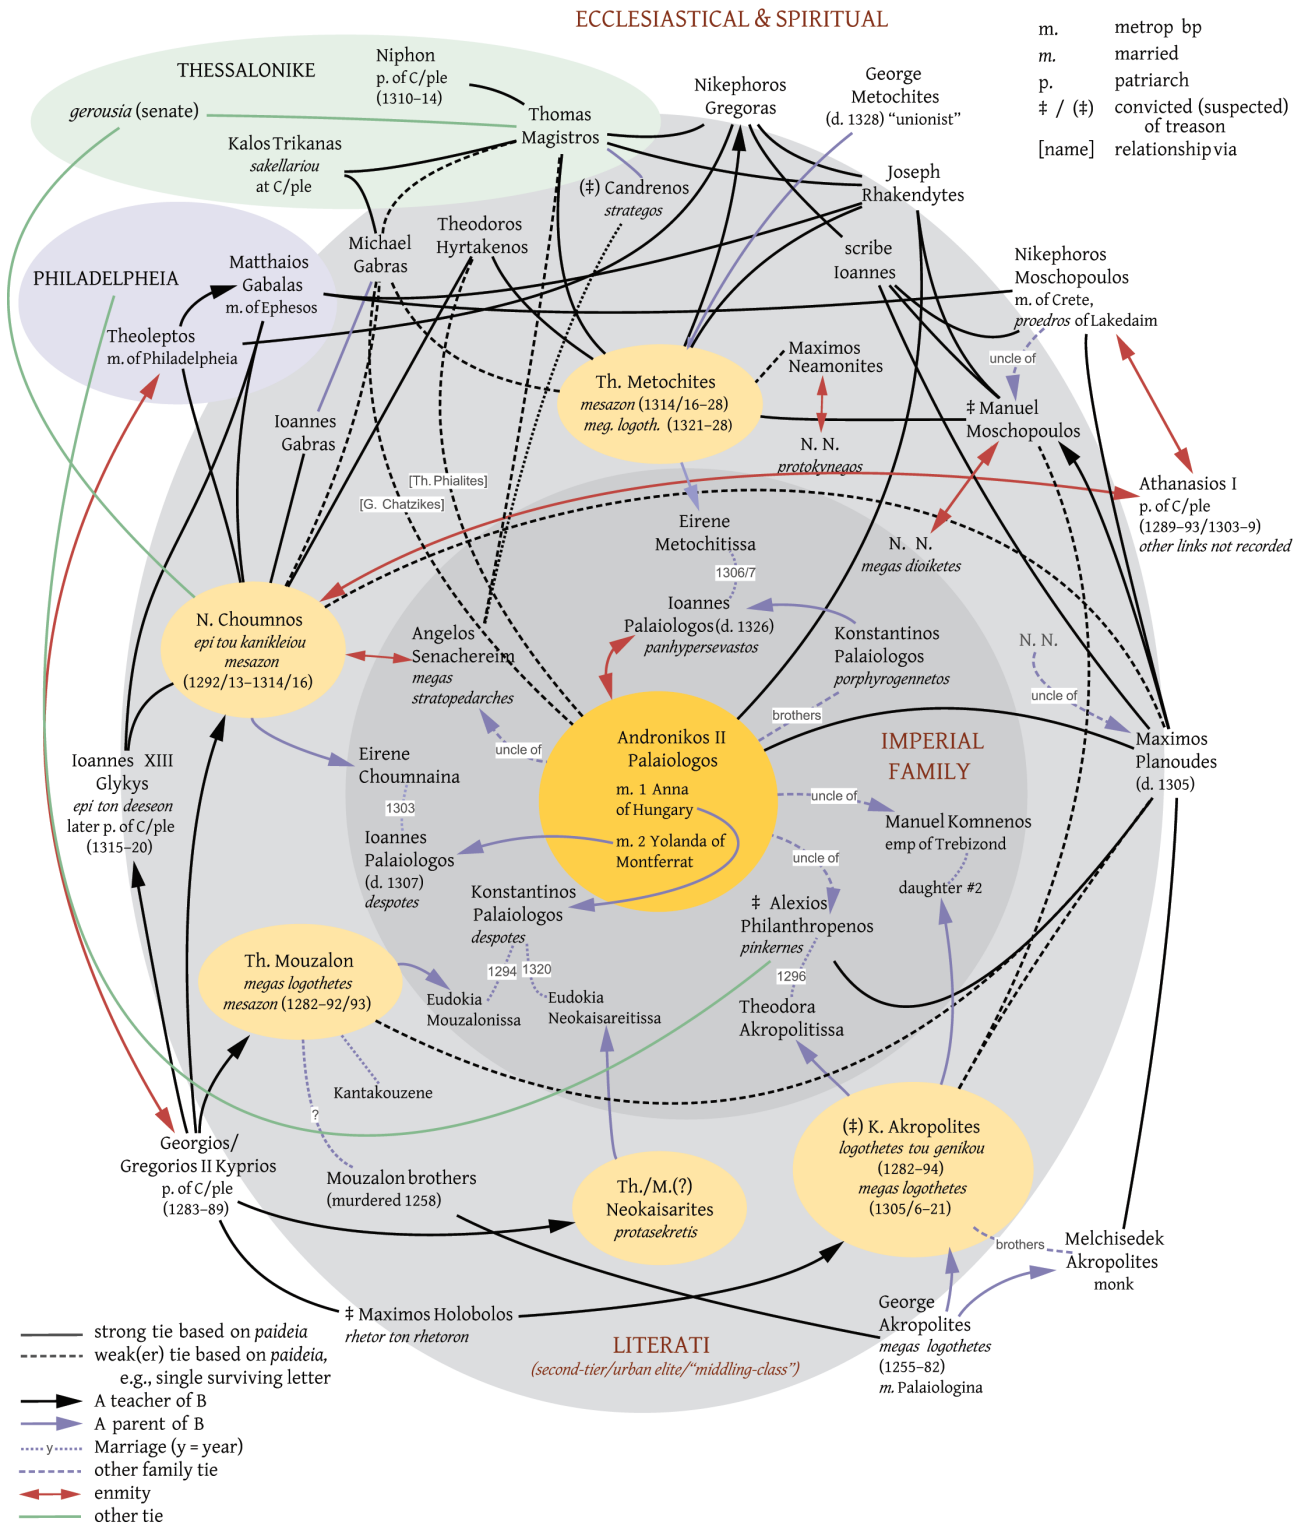 ECCLESIASTICAL & SPIRITUAL
m. metrop bp
m. married
p. patriarch
‡ / (‡) convicted (suspected)
of treason
[name] relationship via
THESSALONIKE
Niphon
p. of C/ple
(1310–14)
gerousia (senate)
Thomas
Magistros
Kalos Trikanas
sakellariou
at C/ple
Nikephoros
Gregoras
George
Metochites
(d. 1328) “unionist”
(‡) Candrenos
strategos
Joseph
Rhakendytes
Theodoros
Hyrtakenos
Michael
Gabras
scribe
Ioannes
Nikephoros
Moschopoulos
m. of Crete,
proedros of Lakedaim
PHILADELPHEIA
Matthaios
Gabalas
m. of Ephesos
Theoleptos
m. of Philadelpheia
uncle of
Ioannes
Gabras
Th. Metochites
mesazon (1314/16–28)
meg. logoth. (1321–28)
Maximos
Neamonites
N. N.
protokynegos
‡ Manuel
Moschopoulos
[Th. Phialites]
[G. Chatzikes]
Athanasios I
p. of C/ple
(1289–93/1303–9)
other links not recorded
Eirene
Metochitissa
N. N.
megas dioiketes
1306/7
Ioannes
Palaiologos (d. 1326)
panhypersevastos
N. Choumnos
epi tou kanikleiou
mesazon
(1292/13–1314/16)
Angelos
Senachereim
megas
stratopedarches
Konstantinos
Palaiologos
porphyrogennetos
N. N.
uncle of
brothers
uncle of
Andronikos II
Palaiologos
m. 1 Anna
of Hungary
m. 2 Yolanda of
Montferrat
IMPERIAL
FAMILY
Maximos
Planoudes
(d. 1305)
Ioannes XIII
Glykys
epi ton deeseon
later p. of C/ple
(1315–20)
Eirene
Choumnaina
1303
Ioannes
Palaiologos
(d. 1307)
despotes
uncle of
Manuel Komnenos
emp of Trebizond
uncle of
daughter #2
Konstantinos
Palaiologos
despotes
‡ Alexios
Philanthropenos
pinkernes
Th. Mouzalon
megas logothetes
mesazon (1282–92/93)
1294
1320
1296
Eudokia
Mouzalonissa
Eudokia
Neokaisareitissa
Theodora
Akropolitissa
Kantakouzene
?
Georgios/
Gregorios II Kyprios
p. of C/ple
(1283–89)
Mouzalon brothers
(murdered 1258)
Th./M.(?)
Neokaisarites
protasekretis
(‡) K. Akropolites
logothetes tou genikou
(1282–94)
megas logothetes
(1305/6–21)
brothers
Melchisedek
Akropolites
monk
‡ Maximos Holobolos
rhetor ton rhetoron
George
Akropolites
megas logothetes
(1255–82)
m. Palaiologina
LITERATI
(second-tier/urban elite/“middling-class”)
strong tie based on paideia
weak(er) tie based on paideia,
e.g., single surviving letter
A teacher of B
A parent of B
y Marriage (y = year)
other family tie
enmity
other tie